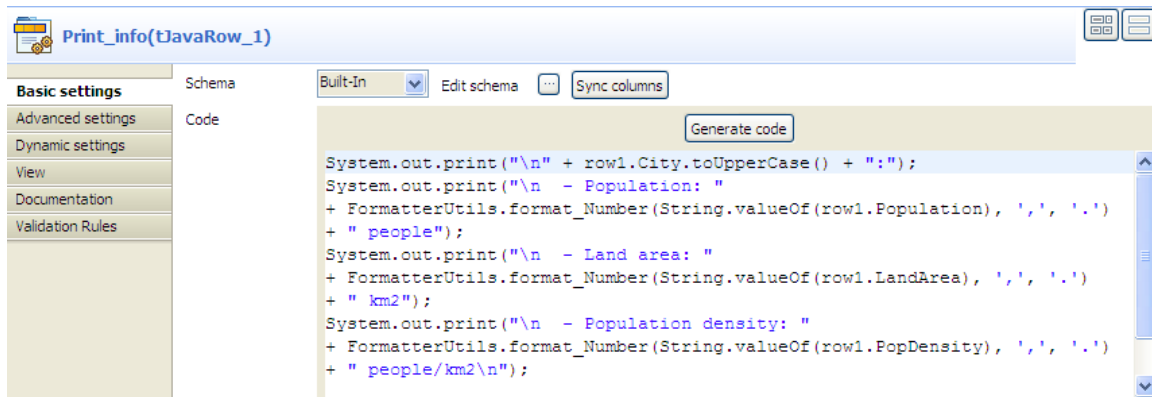 Print_info(tJavaRow_1)
Basic settings
Advanced settings
Dynamic settings
View
Documentation
Validation Rules
Schema
Built-In
Edit schema
...
Sync columns
Code
Generate code
System.out.print("\n" + row1.City.toUpperCase() + ":");
System.out.print("\n  - Population: "
+ FormatterUtils.format_Number(String.valueOf(row1.Population), ',', '.')
+ " people");
System.out.print("\n  - Land area: "
+ FormatterUtils.format_Number(String.valueOf(row1.LandArea), ',', '.')
+ " km2");
System.out.print("\n  - Population density: "
+ FormatterUtils.format_Number(String.valueOf(row1.PopDensity), ',', '.')
+ " people/km2\n");